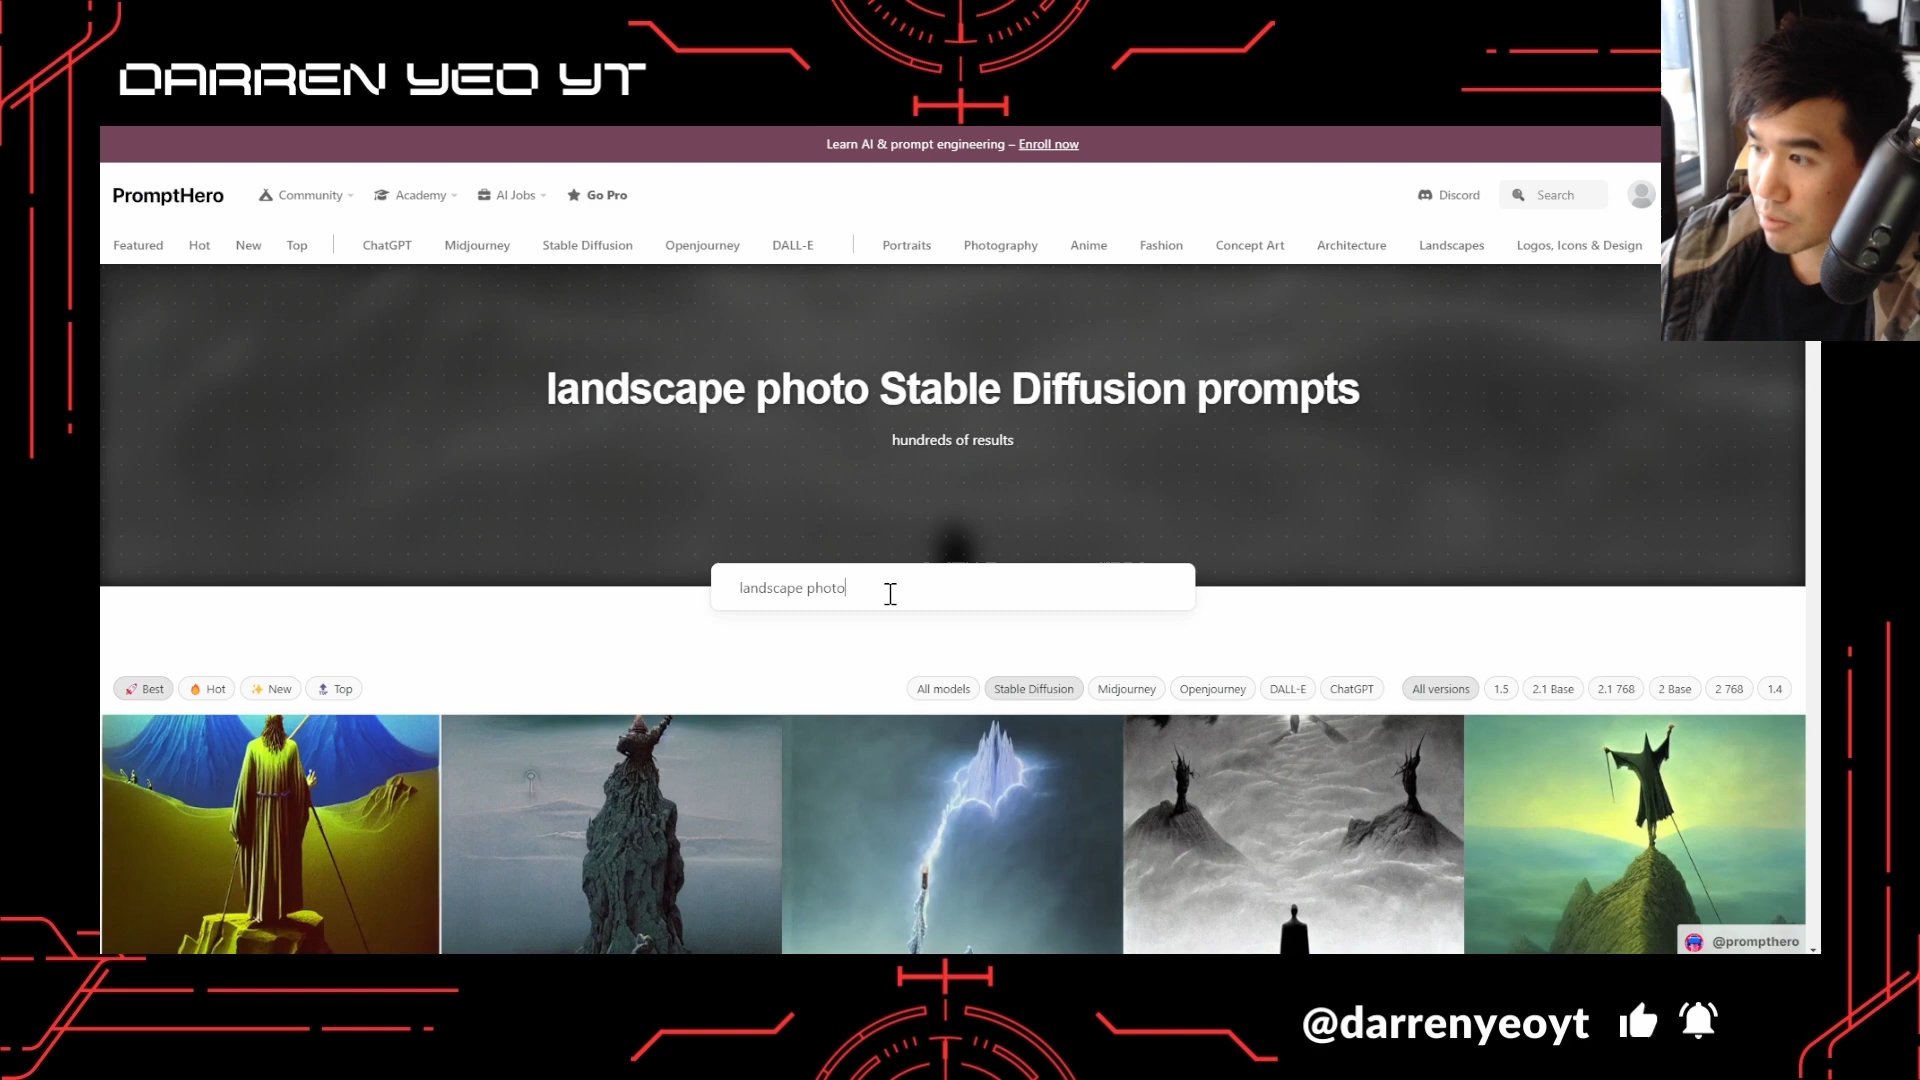 DARREN YEO YT
Learn AI & prompt engineering – Enroll now
PromptHero Community Academy AI Jobs Go Pro Discord Search
Featured Hot New Top ChatGPT Midjourney Stable Diffusion Openjourney DALL-E Portraits Photography Anime Fashion Concept Art Architecture Landscapes Logos, Icons & Design
landscape photo Stable Diffusion prompts
hundreds of results
landscape photo
Best Hot New Top All models Stable Diffusion Midjourney Openjourney DALL-E ChatGPT All versions 1.5 2.1 Base 2.1 768 2 Base 2 768 1.4
@prompthero
@darrenyeoyt